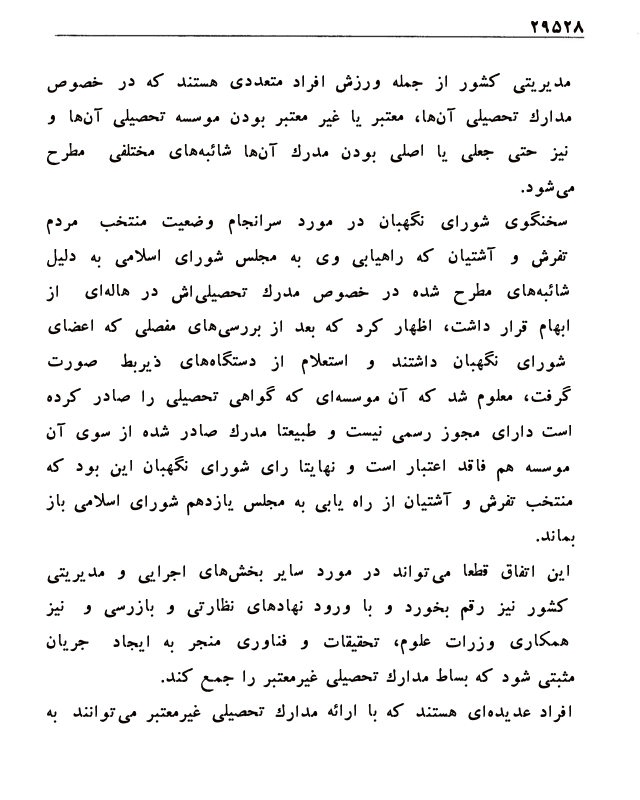 ۲۹۵۲۸
مدیریتی کشور از جمله ورزش افراد متعددی هستند که در خصوص
مدارك تحصیلی آن‌ها، معتبر یا غیر معتبر بودن موسسه تحصیلی آن‌ها و
نیز حتی جعلی یا اصلی بودن مدرك آن‌ها شائبه‌های مختلفی مطرح
می‌شود.
سخنگوی شورای نگهبان در مورد سرانجام وضعیت منتخب مردم
تفرش و آشتیان که راهیابی وی به مجلس شورای اسلامی به دلیل
شائبه‌های مطرح شده در خصوص مدرك تحصیلی‌اش در هاله‌ای از
ابهام قرار داشت، اظهار کرد که بعد از بررسی‌های مفصلی که اعضای
شورای نگهبان داشتند و استعلام از دستگاه‌های ذیربط صورت
گرفت، معلوم شد که آن موسسه‌ای که گواهی تحصیلی را صادر کرده
است دارای مجوز رسمی نیست و طبیعتا مدرك صادر شده از سوی آن
موسسه هم فاقد اعتبار است و نهایتا رای شورای نگهبان این بود که
منتخب تفرش و آشتیان از راه یابی به مجلس یازدهم شورای اسلامی باز
بماند.
این اتفاق قطعا می‌تواند در مورد سایر بخش‌های اجرایی و مدیریتی
کشور نیز رقم بخورد و با ورود نهادهای نظارتی و بازرسی و نیز
همکاری وزرات علوم، تحقیقات و فناوری منجر به ایجاد جریان
مثبتی شود که بساط مدارك تحصیلی غیرمعتبر را جمع کند.
افراد عدیده‌ای هستند که با ارائه مدارك تحصیلی غیرمعتبر می‌توانند به